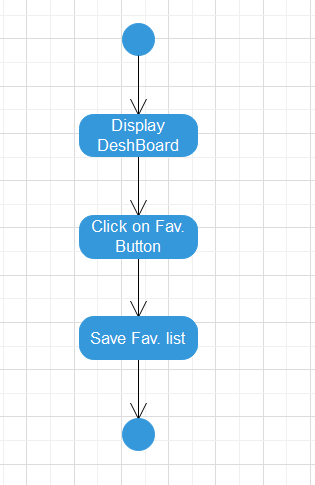 Display
DeshBoard
Click on Fav.
Button
Save Fav. list